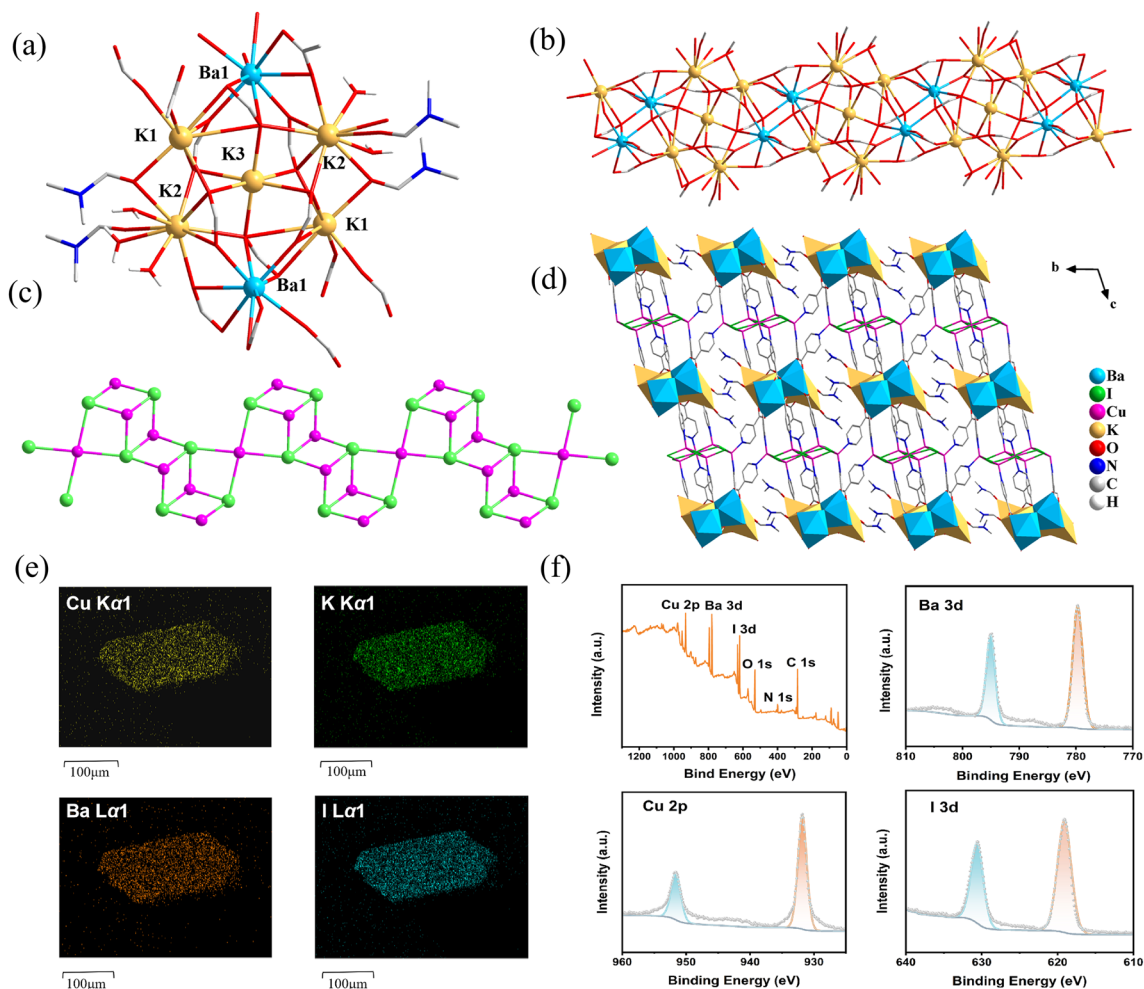 (a)
Ba1
K1
K3
K2
K2
K1
Ba1
(b)
(c)
(d)
b
c
Ba
I
Cu
K
O
N
C
H
(e)
Cu Kα1
100μm
K Kα1
100μm
Ba Lα1
100μm
I Lα1
100μm
(f)
Cu 2p
Ba 3d
I 3d
O 1s
C 1s
N 1s
Intensity (a.u.)
1200 1000 800 600 400 200 0
Bind Energy (eV)
Ba 3d
Intensity (a.u.)
810 800 790 780 770
Binding Energy (eV)
Cu 2p
Intensity (a.u.)
960 950 940 930
Binding Energy (eV)
I 3d
Intensity (a.u.)
640 630 620 610
Binding Energy (eV)